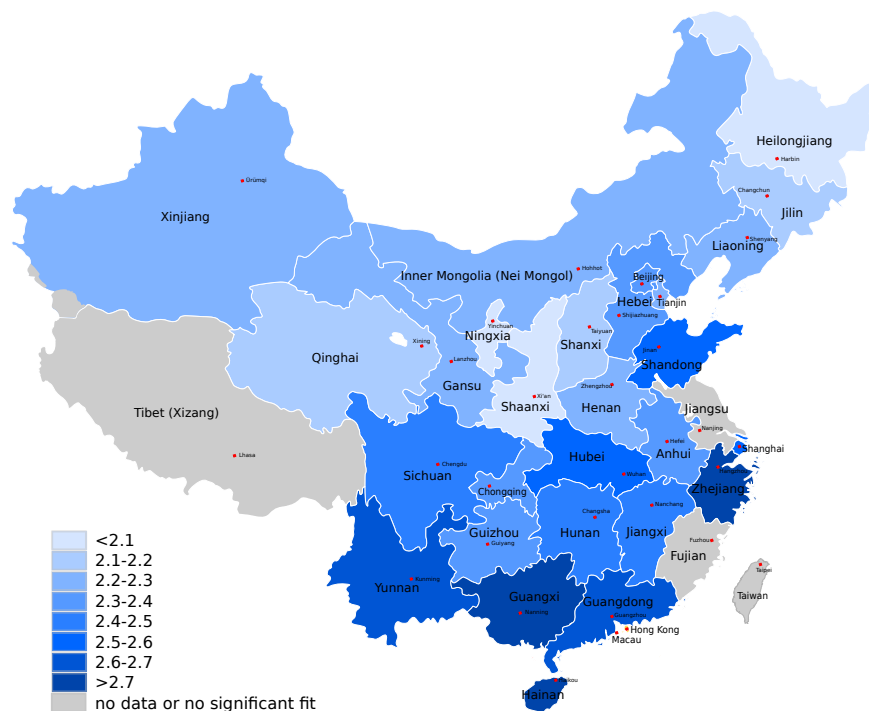 Heilongjiang
Harbin
Changchun
Jilin
Ürümqi
Xinjiang
Shenyang
Liaoning
Hohhot
Inner Mongolia (Nei Mongol)
Beijing
Hebei
Tianjin
Shijiazhuang
Yinchuan
Ningxia
Taiyuan
Shanxi
Xining
Qinghai
Lanzhou
Gansu
Jinan
Shandong
Zhengzhou
Henan
Xi'an
Shaanxi
Tibet (Xizang)
Lhasa
Jiangsu
Nanjing
Hefei
Anhui
Shanghai
Hangzhou
Zhejiang
Hubei
Wuhan
Chengdu
Sichuan
Chongqing
Nanchang
Jiangxi
Changsha
Hunan
Guizhou
Guiyang
Fuzhou
Fujian
Taipei
Taiwan
Kunming
Yunnan
Guangxi
Nanning
Guangdong
Guangzhou
Hong Kong
Macau
Haikou
Hainan
<2.1
2.1-2.2
2.2-2.3
2.3-2.4
2.4-2.5
2.5-2.6
2.6-2.7
>2.7
no data or no significant fit